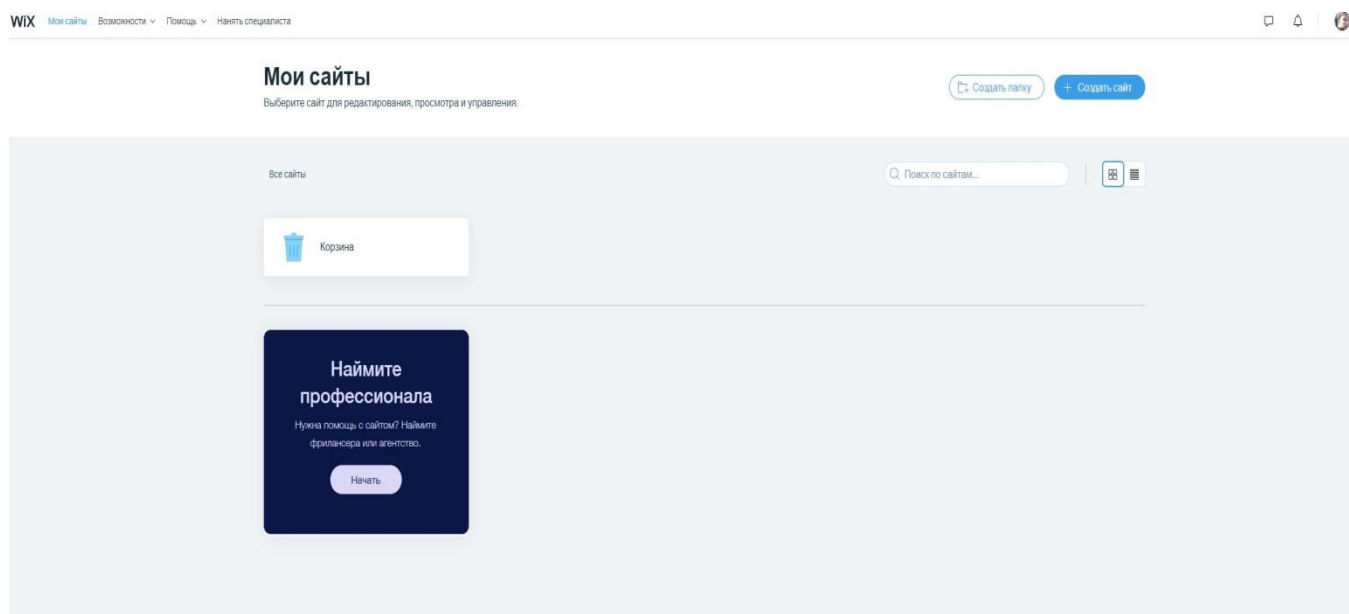 WiX Мои сайты Возможности Помощь Нанять специалиста
Мои сайты
Выберите сайт для редактирования, просмотра и управления.
Создать папку
+ Создать сайт
Все сайты
Поиск по сайтам...
Корзина
Наймите
профессионала
Нужна помощь с сайтом? Наймите
фрилансера или агентство.
Начать